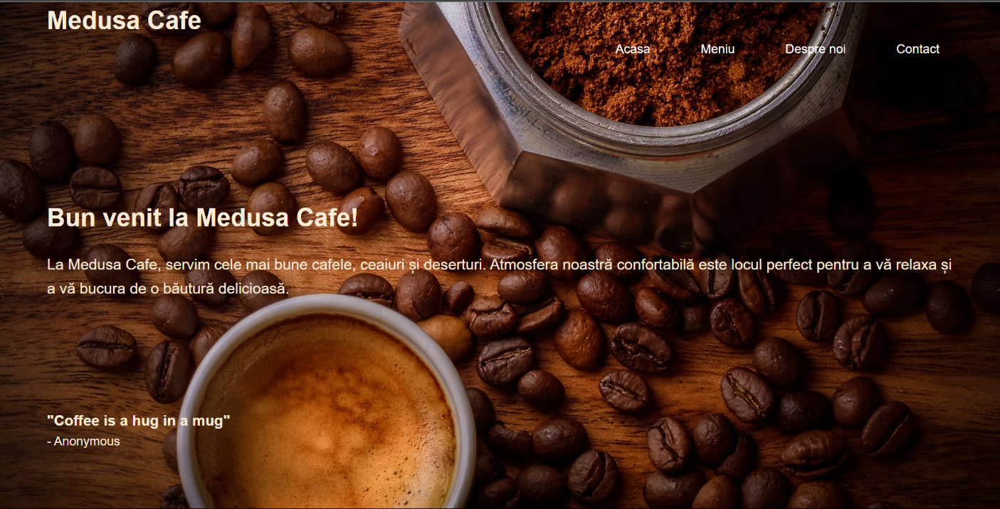 Medusa Cafe
Acasa Meniu Despre noi Contact
Bun venit la Medusa Cafe!
La Medusa Cafe, servim cele mai bune cafele, ceaiuri și deserturi. Atmosfera noastră confortabilă este locul perfect pentru a vă relaxa și
a vă bucura de o băutură delicioasă.
"Coffee is a hug in a mug"
- Anonymous